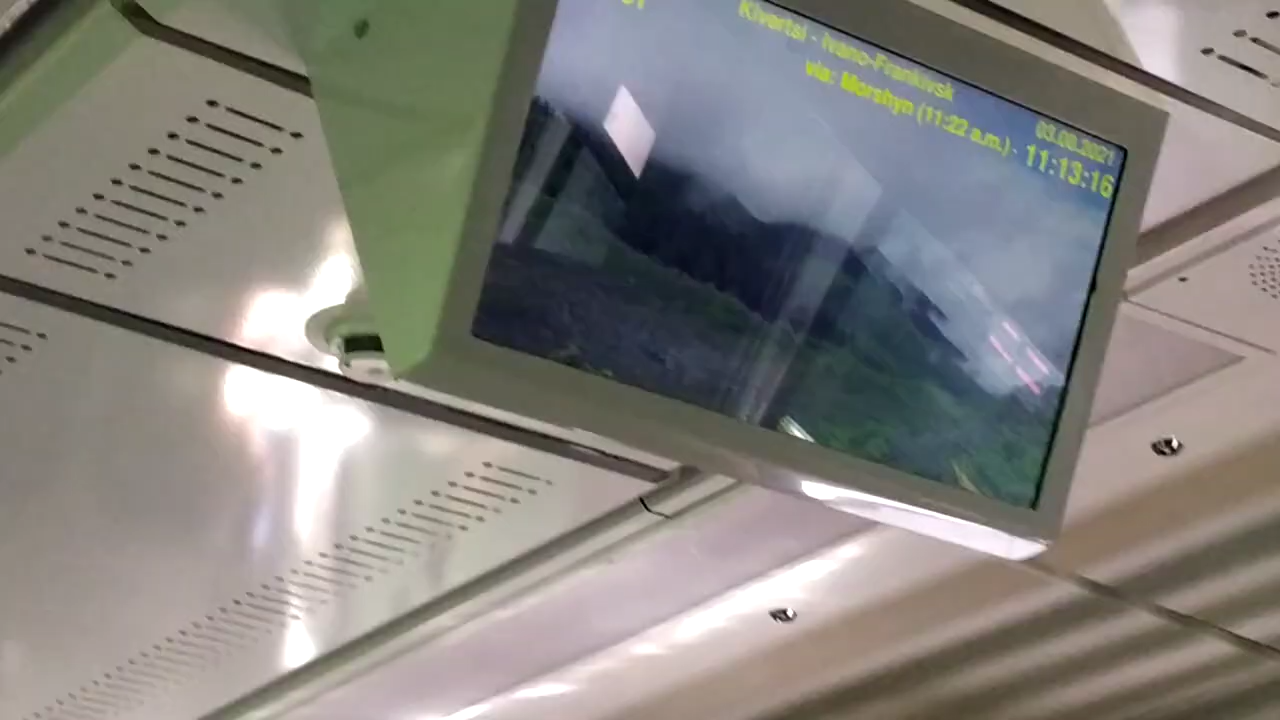 Kivertsi - Ivano-Frankivsk
via: Morshyn (11:22 a.m.) -
03.08.2021
11:13:16